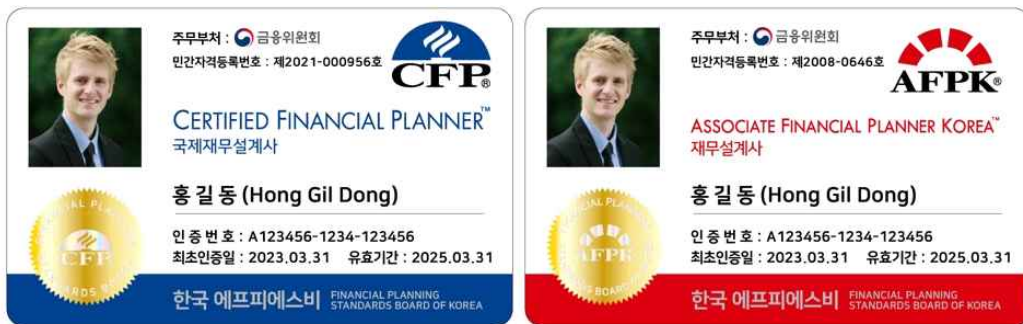 주무부처 : 금융위원회
민간자격등록번호 : 제2021-000956호
CFP®
CERTIFIED FINANCIAL PLANNER™
국제재무설계사
홍길동 (Hong Gil Dong)
인증번호 : A123456-1234-123456
최초인증일 : 2023.03.31 유효기간 : 2025.03.31
CFP
한국 에프피에스비 FINANCIAL PLANNING
STANDARDS BOARD OF KOREA
주무부처 : 금융위원회
민간자격등록번호 : 제2008-0646호
AFPK®
ASSOCIATE FINANCIAL PLANNER KOREA™
재무설계사
홍길동 (Hong Gil Dong)
인증번호 : A123456-1234-123456
최초인증일 : 2023.03.31 유효기간 : 2025.03.31
AFPK
한국 에프피에스비 FINANCIAL PLANNING
STANDARDS BOARD OF KOREA